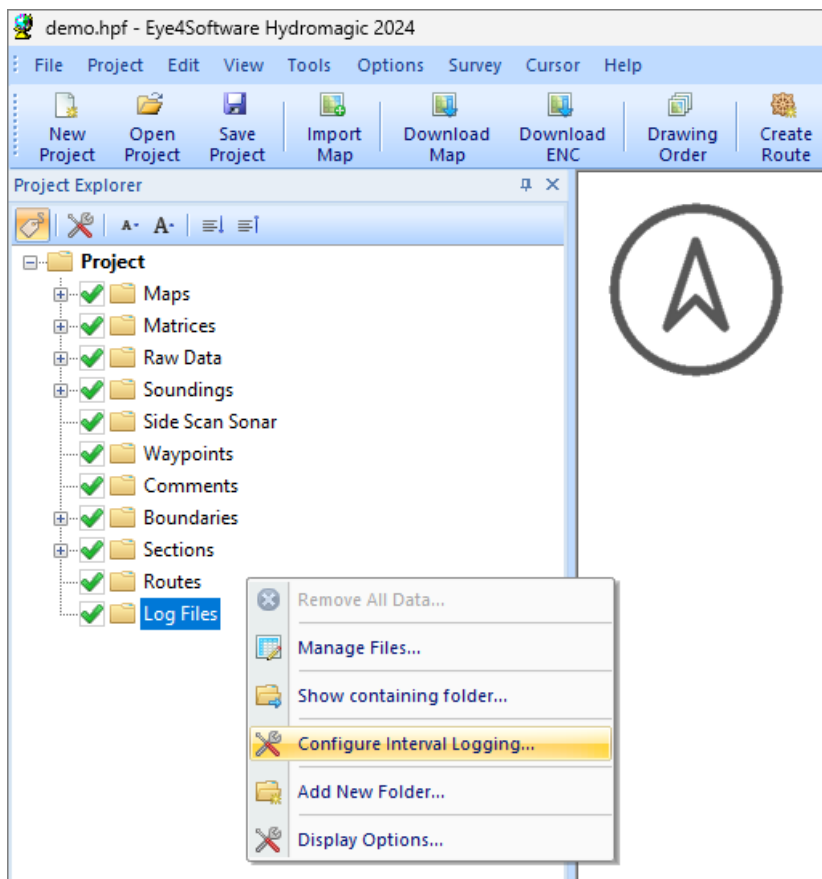 demo.hpf - Eye4Software Hydromagic 2024
File Project Edit View Tools Options Survey Cursor Help
New Project Open Project Save Project Import Map Download Map Download ENC Drawing Order Create Route
Project Explorer
A- A-
Project
Maps
Matrices
Raw Data
Soundings
Side Scan Sonar
Waypoints
Comments
Boundaries
Sections
Routes
Log Files
Remove All Data...
Manage Files...
Show containing folder...
Configure Interval Logging...
Add New Folder...
Display Options...